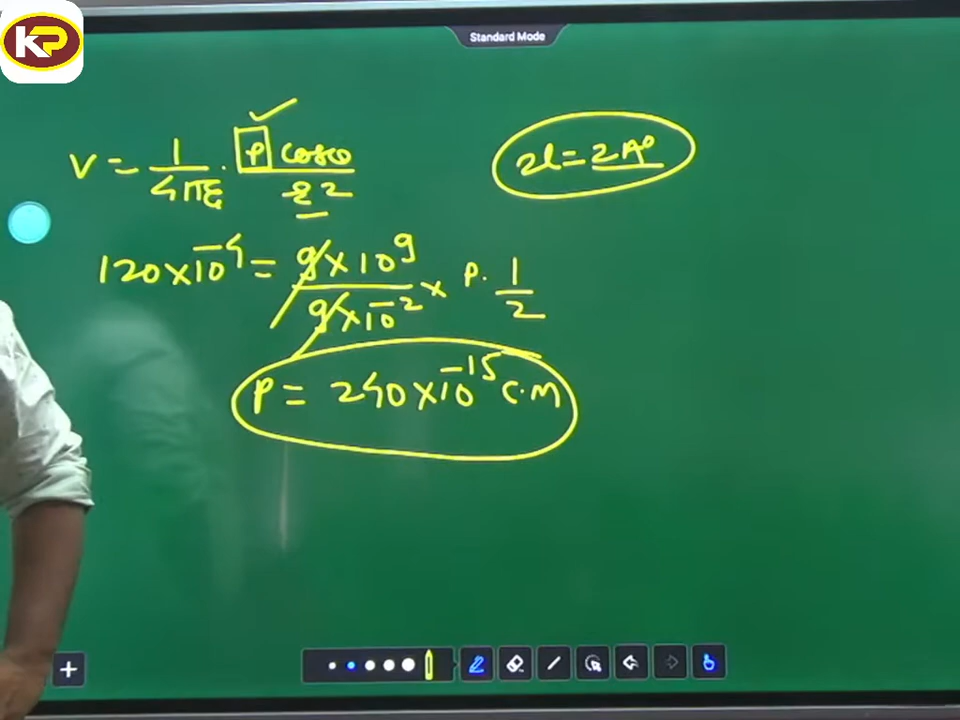 KP
Standard Mode
V = 1/4πε · P cosθ/r²
2l = 2A°
120×10⁻⁴ = 9×10⁹/9×10⁻² × P · 1/2
P = 240×10⁻¹⁵ C·M